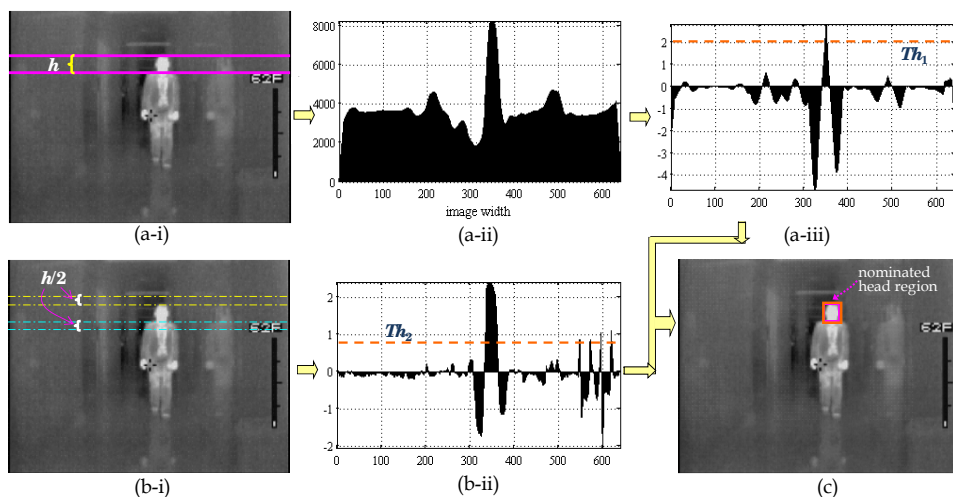 h
62F
(a-i)
8000
6000
4000
2000
0
0 100 200 300 400 500 600
image width
(a-ii)
2
1
0
-1
-2
-3
-4
Th₁
0 100 200 300 400 500 600
(a-iii)
h/2
62F
(b-i)
2
1
0
-1
-2
Th₂
0 100 200 300 400 500 600
(b-ii)
nominated
head region
62F
(c)